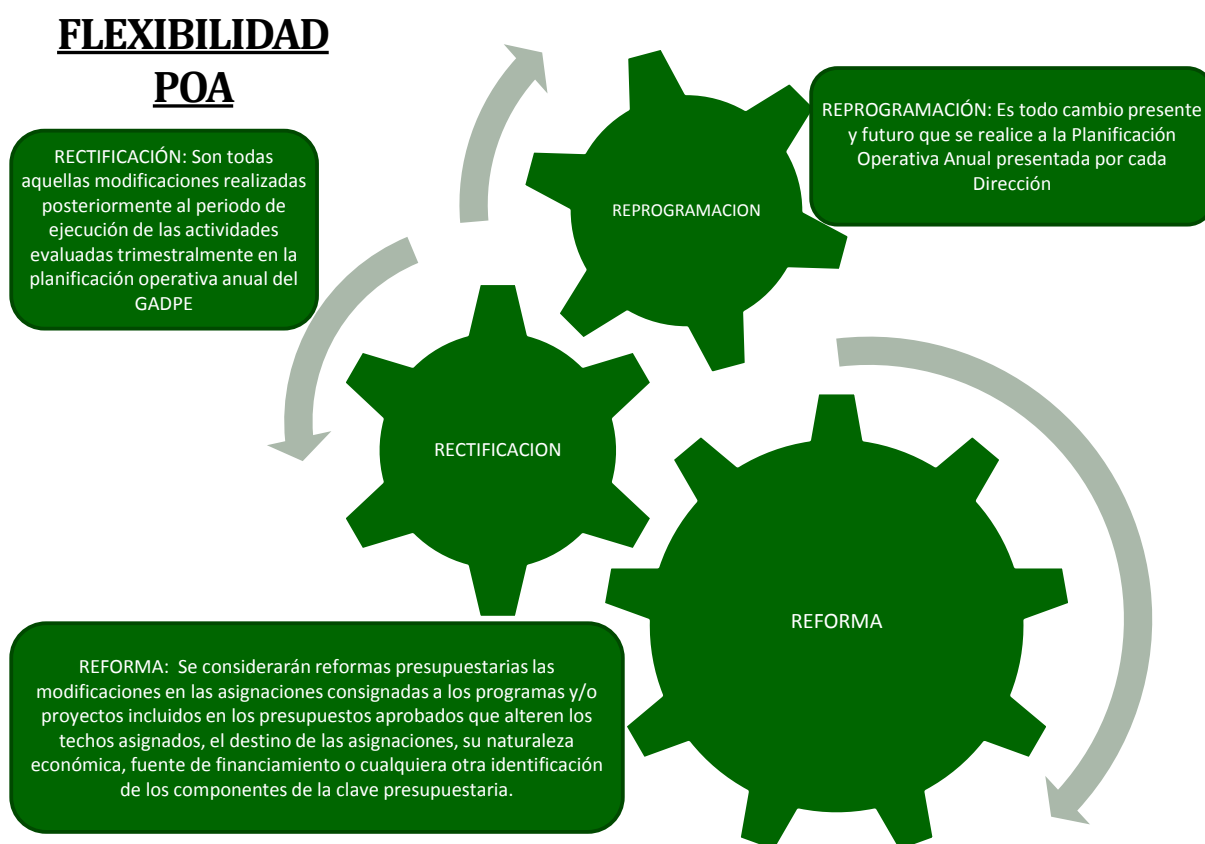 FLEXIBILIDAD
POA
RECTIFICACIÓN: Son todas
aquellas modificaciones realizadas
posteriormente al periodo de
ejecución de las actividades
evaluadas trimestralmente en la
planificación operativa anual del
GADPE
REPROGRAMACIÓN: Es todo cambio presente
y futuro que se realice a la Planificación
Operativa Anual presentada por cada
Dirección
REPROGRAMACION
RECTIFICACION
REFORMA
REFORMA: Se considerarán reformas presupuestarias las
modificaciones en las asignaciones consignadas a los programas y/o
proyectos incluidos en los presupuestos aprobados que alteren los
techos asignados, el destino de las asignaciones, su naturaleza
económica, fuente de financiamiento o cualquiera otra identificación
de los componentes de la clave presupuestaria.